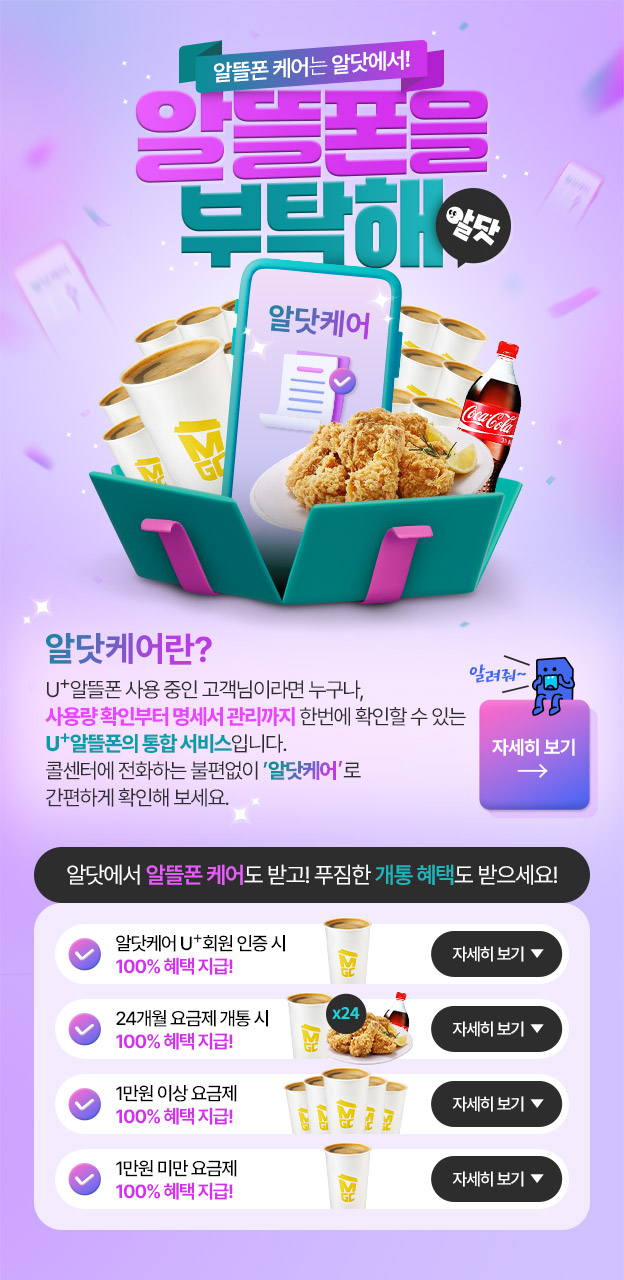 알뜰폰 케어는 알닷에서!
알뜰폰을
부탁해
알닷
알닷케어
MGC
MGC
MGC
Coca-Cola
알닷케어란?
U+알뜰폰 사용 중인 고객님이라면 누구나,
사용량 확인부터 명세서 관리까지 한번에 확인할 수 있는
U+알뜰폰의 통합 서비스입니다.
콜센터에 전화하는 불편없이 '알닷케어'로
간편하게 확인해 보세요.
알려줘~
자세히 보기 →
알닷에서 알뜰폰 케어도 받고! 푸짐한 개통 혜택도 받으세요!
알닷케어 U+회원 인증 시
100% 혜택 지급!
MGC
자세히 보기 ▼
24개월 요금제 개통 시
100% 혜택 지급!
MGC
x24
자세히 보기 ▼
1만원 이상 요금제
100% 혜택 지급!
MGC
자세히 보기 ▼
1만원 미만 요금제
100% 혜택 지급!
MGC
자세히 보기 ▼